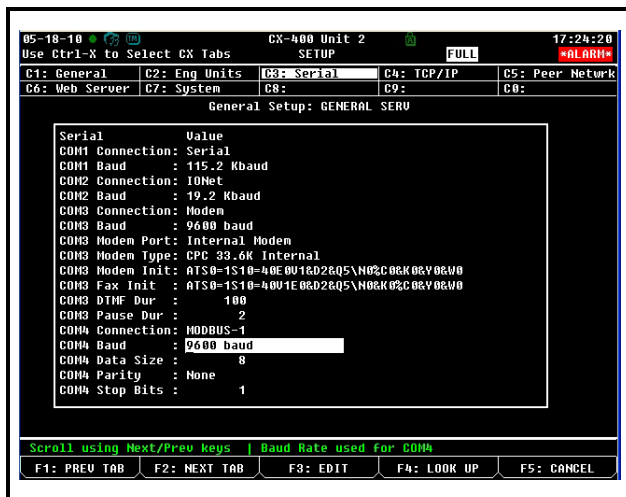 05-18-10 TM CX-400 Unit 2 17:24:20
Use Ctrl-X to Select CX Tabs SETUP FULL *ALARM*
C1: General C2: Eng Units C3: Serial C4: TCP/IP C5: Peer Netwrk
C6: Web Server C7: System C8: C9: C0:
General Setup: GENERAL SERV
Serial Value
COM1 Connection: Serial
COM1 Baud : 115.2 Kbaud
COM2 Connection: IONet
COM2 Baud : 19.2 Kbaud
COM3 Connection: Modem
COM3 Baud : 9600 baud
COM3 Modem Port: Internal Modem
COM3 Modem Type: CPC 33.6K Internal
COM3 Modem Init: ATS0=1S10=40E0V1&D2&Q5\N0%C0&K0&Y0&W0
COM3 Fax Init : ATS0=1S10=40V1E0&D2&Q5\N0&K0%C0&Y0&W0
COM3 DTMF Dur : 100
COM3 Pause Dur : 2
COM4 Connection: MODBUS-1
COM4 Baud : 9600 baud
COM4 Data Size : 8
COM4 Parity : None
COM4 Stop Bits : 1
Scroll using Next/Prev keys | Baud Rate used for COM4
F1: PREV TAB F2: NEXT TAB F3: EDIT F4: LOOK UP F5: CANCEL